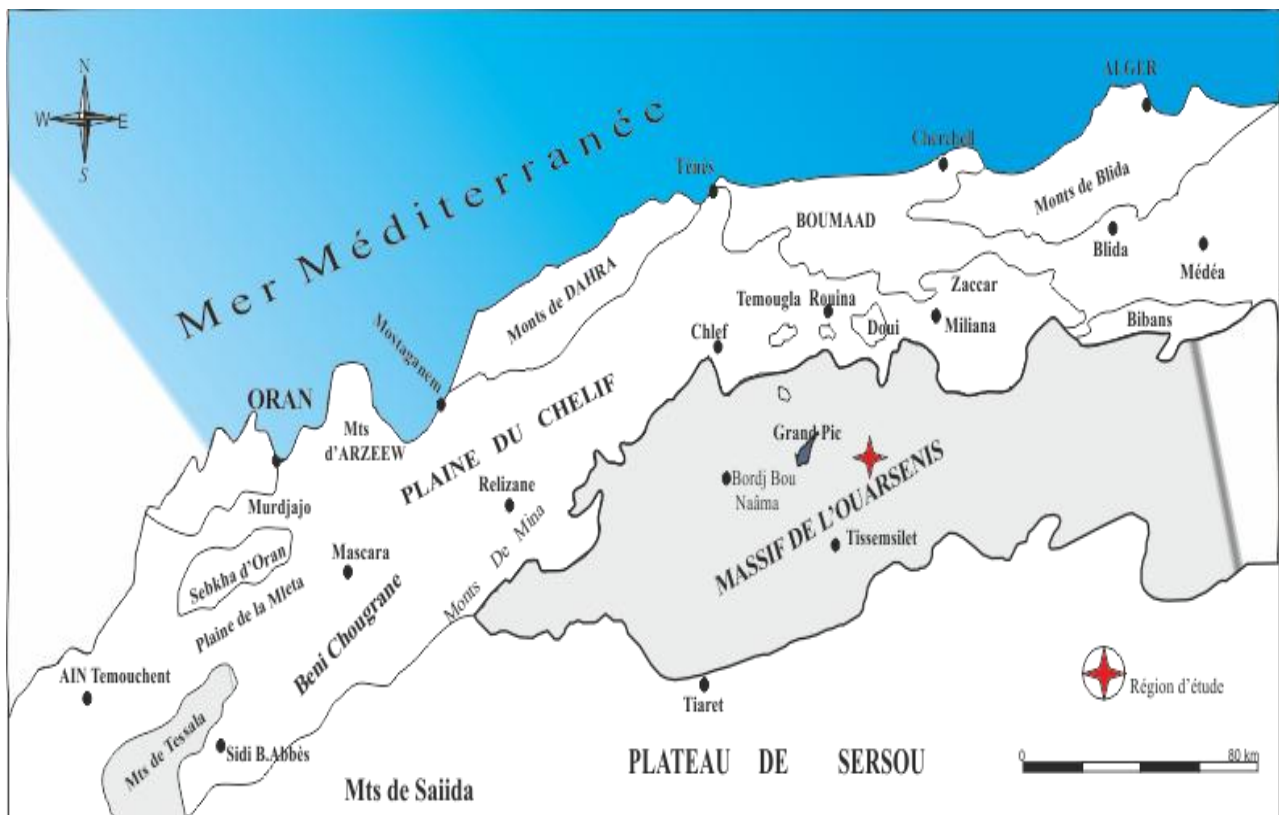 N
W
E
S
Mer Méditerranée
ALGER
Cherchell
Ténès
Monts de Blida
BOUMAAD
Blida
Médéa
Monts de DAHRA
Zaccar
Temougla
Rouina
Doui
Miliana
Bibans
Chlef
Mostaganem
ORAN
Mts
d'ARZEEW
PLAINE DU CHELIF
Grand Pic
Bordj Bou
Naâma
MASSIF DE L'OUARSENIS
Relizane
Murdjajo
Monts De Mina
Tissemsilet
Mascara
Sebkha d'Oran
Plaine de la Mleta
Beni Chougrane
AIN Temouchent
Tiaret
Région d'étude
Mts de Tessala
Sidi B.Abbès
PLATEAU DE SERSOU
0
80 km
Mts de Saiida